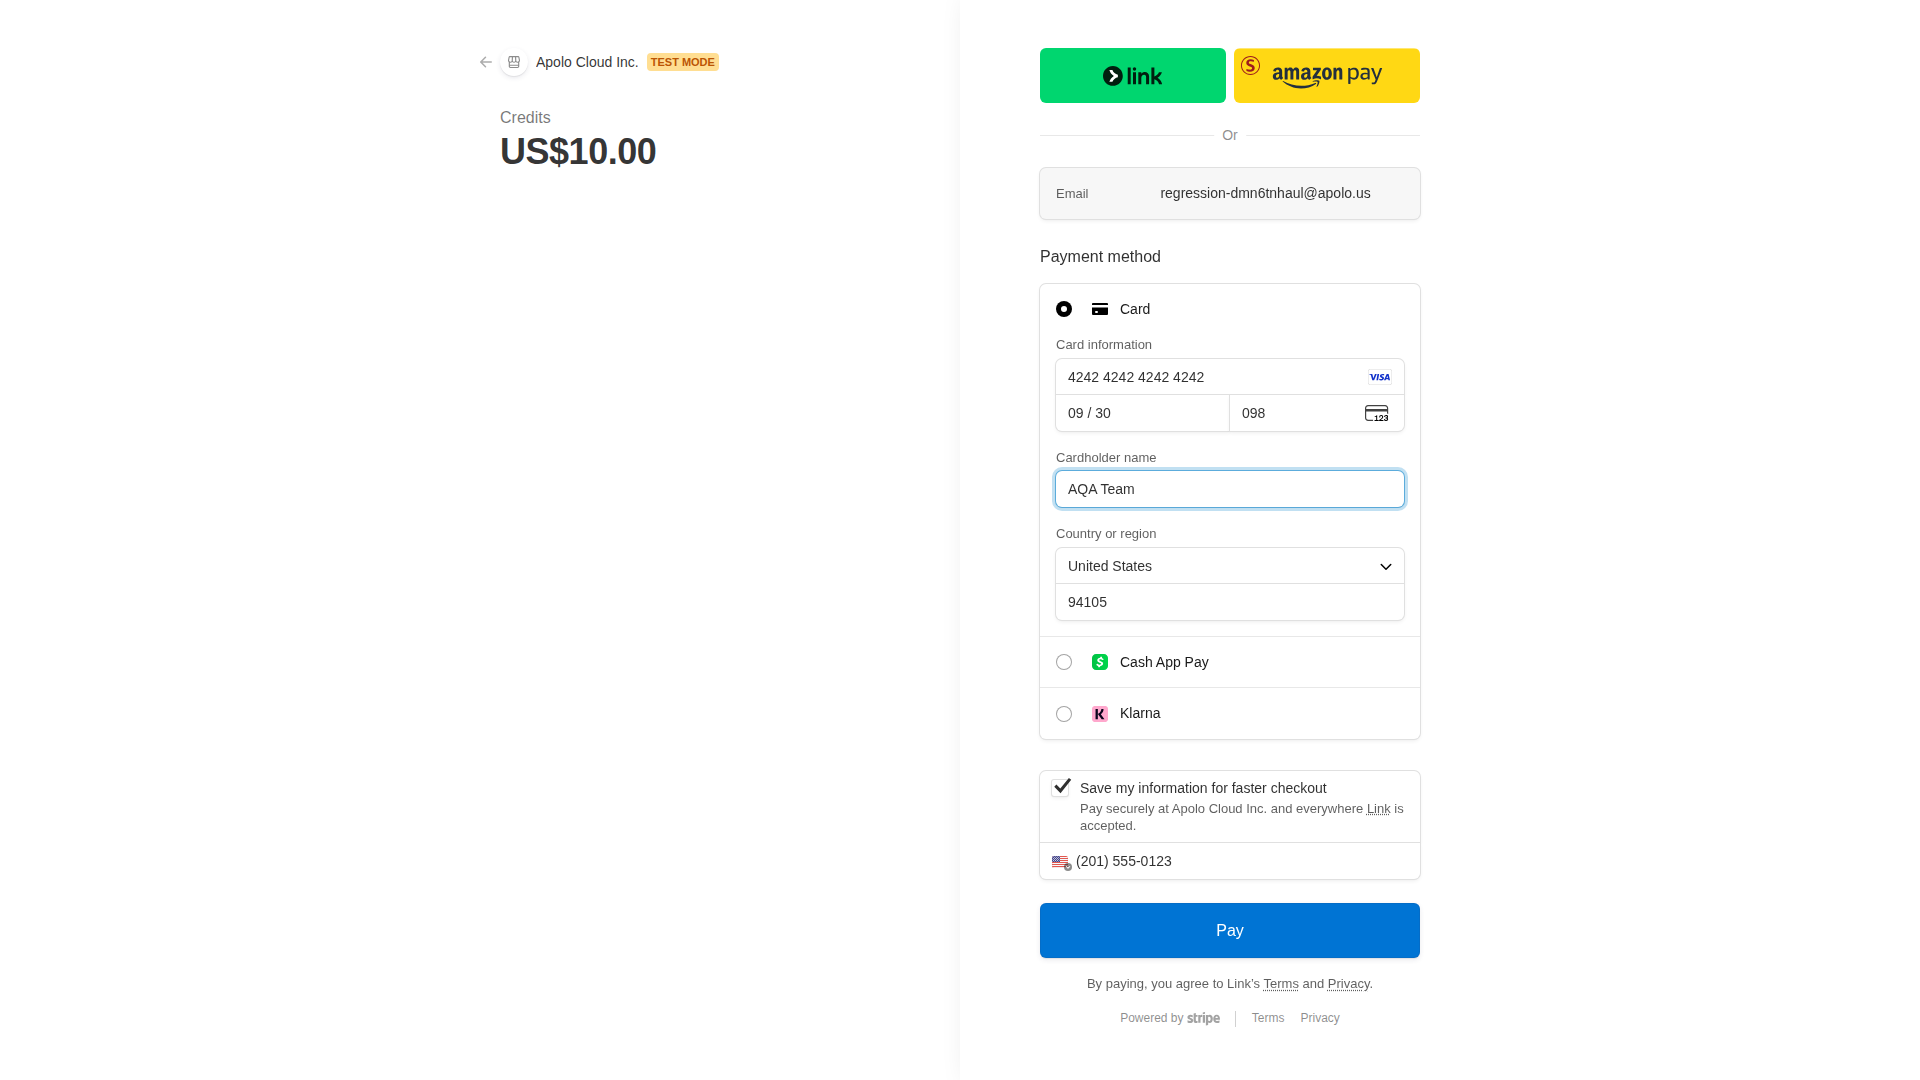 Apolo Cloud Inc. TEST MODE
Credits
US$10.00
link
S amazon pay
Or
Email regression-dmn6tnhaul@apolo.us
Payment method
Card
Card information
4242 4242 4242 4242 VISA
09 / 30 098 123
Cardholder name
AQA Team
Country or region
United States
94105
$ Cash App Pay
K Klarna
Save my information for faster checkout
Pay securely at Apolo Cloud Inc. and everywhere Link is
accepted.
(201) 555-0123
Pay
By paying, you agree to Link's Terms and Privacy.
Powered by stripe Terms Privacy